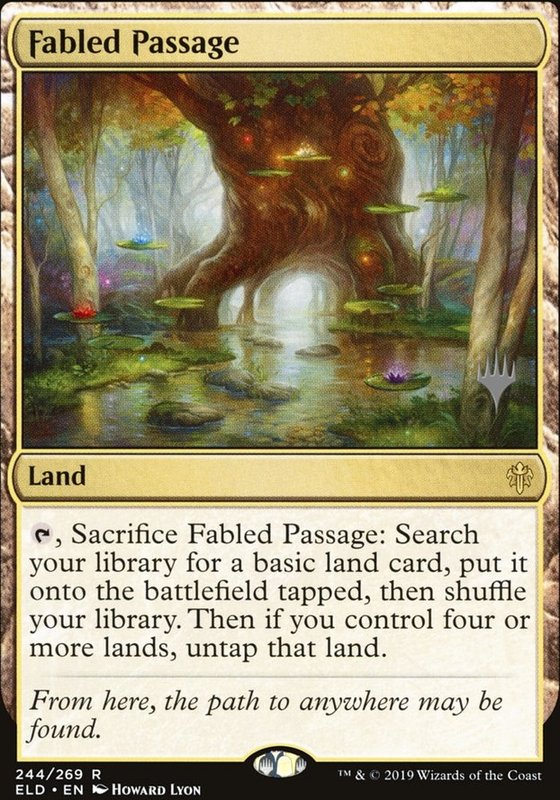 Fabled Passage
Land
, Sacrifice Fabled Passage: Search
your library for a basic land card, put it
onto the battlefield tapped, then shuffle
your library. Then if you control four or
more lands, untap that land.
From here, the path to anywhere may be
found.
244/269 R
ELD • EN Howard Lyon
™ & © 2019 Wizards of the Coast